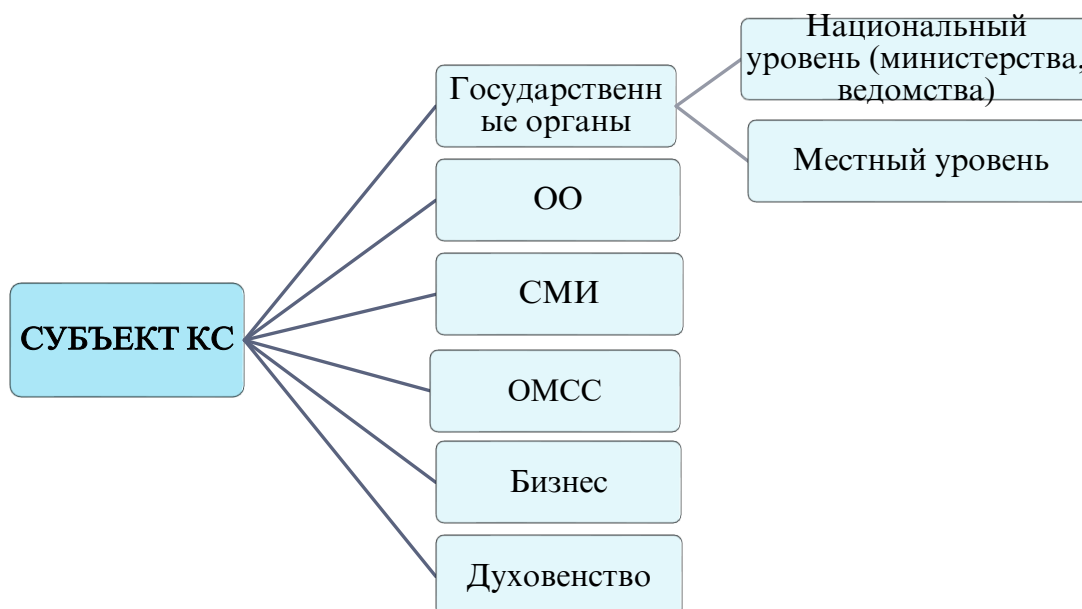 Национальный
уровень (министерства,
ведомства)
Государственн
ые органы
Местный уровень
ОО
СМИ
СУБЪЕКТ КС
ОМСС
Бизнес
Духовенство